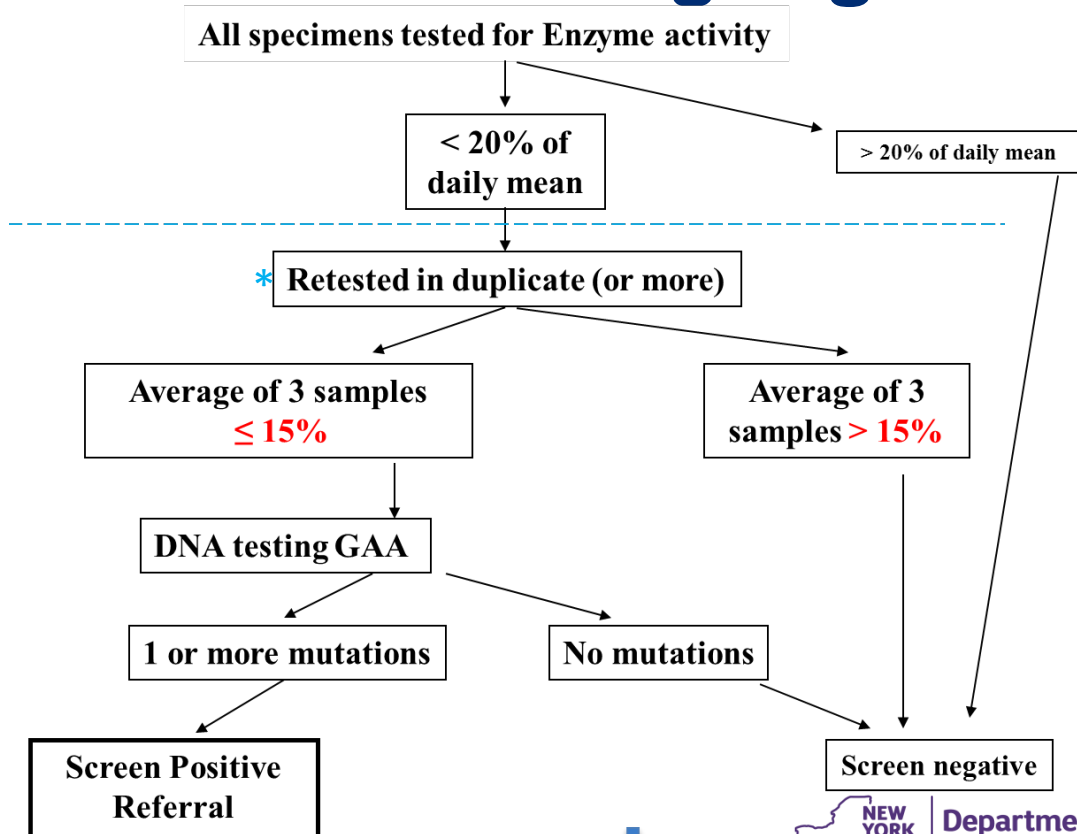 All specimens tested for Enzyme activity
< 20% of
daily mean
> 20% of daily mean
* Retested in duplicate (or more)
Average of 3 samples
≤ 15%
Average of 3
samples > 15%
DNA testing GAA
1 or more mutations
No mutations
Screen Positive
Referral
Screen negative
NEW
YORK
Departme